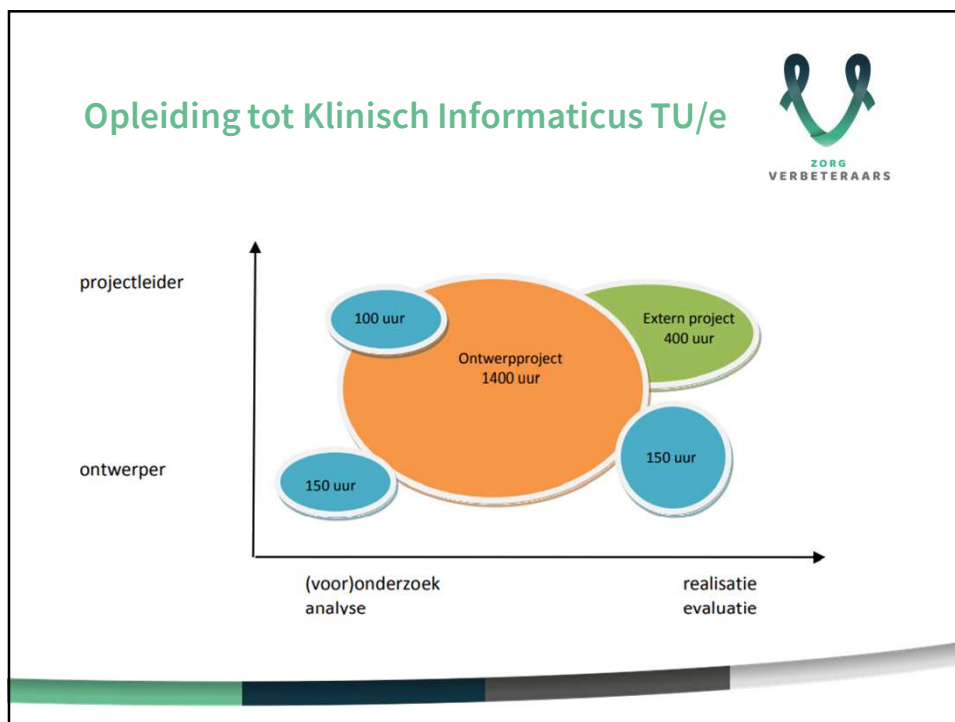 Opleiding tot Klinisch Informaticus TU/e
ZORG
VERBETERAARS
projectleider
100 uur
Extern project
400 uur
Ontwerpproject
1400 uur
ontwerper
150 uur
150 uur
(voor)onderzoek
analyse
realisatie
evaluatie